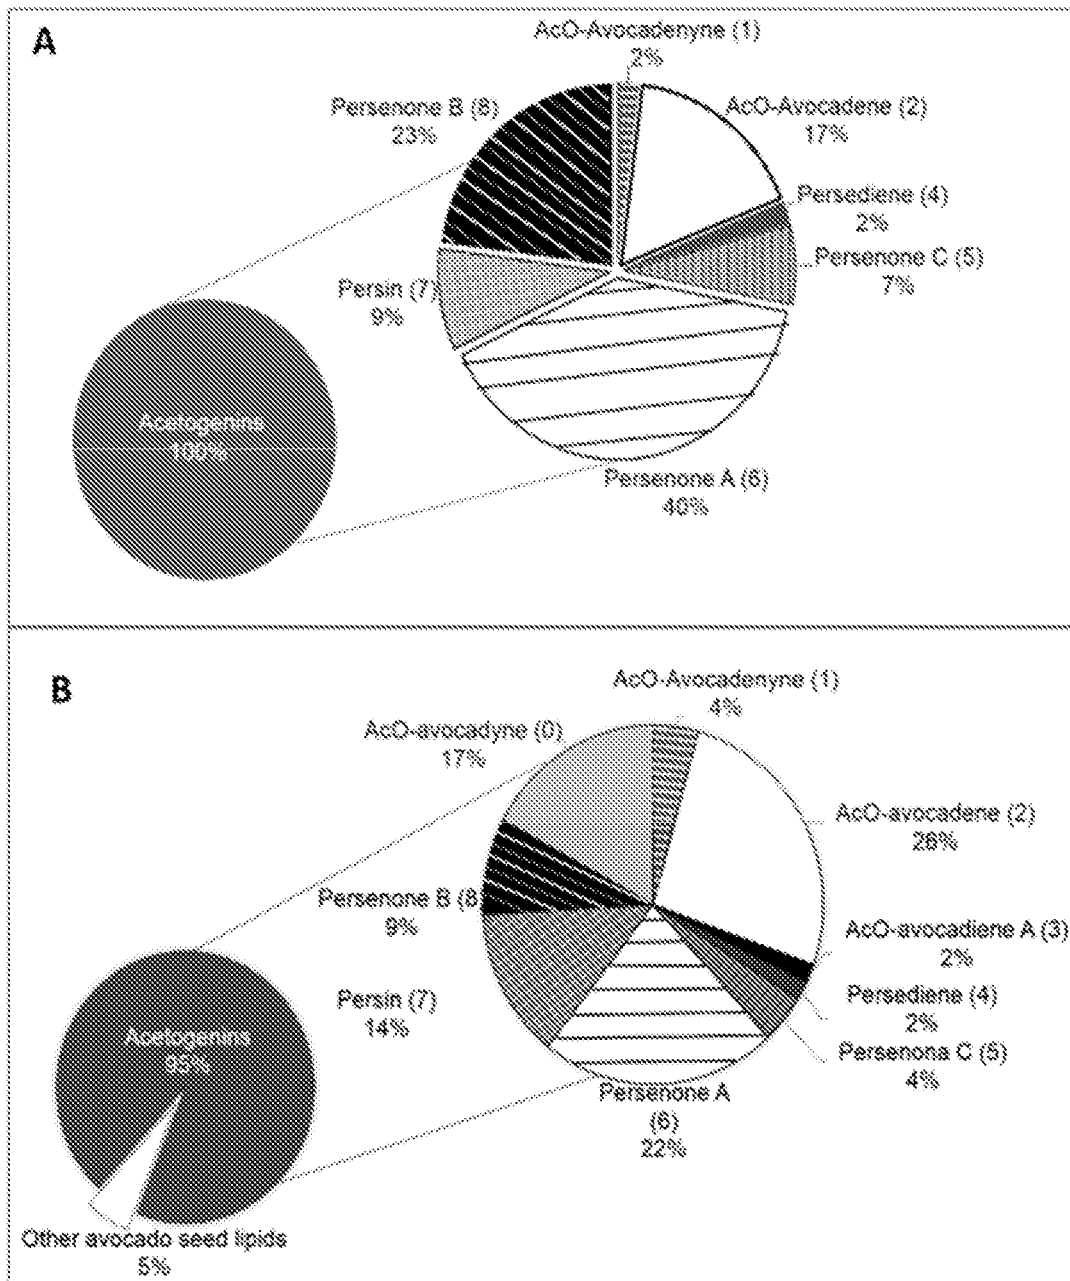 A
AcO-Avocadenyne (1)
2%
Persenone B (8)
23%
AcO-Avocadene (2)
17%
Persediene (4)
2%
Persenone C (5)
7%
Persin (7)
9%
Acetogenins
100%
Persenone A (6)
40%
B
AcO-Avocadenyne (1)
4%
AcO-avocadyne (0)
17%
AcO-avocadene (2)
26%
Persenone B (8
9%
AcO-avocadiene A (3)
2%
Persin (7)
14%
Persediene (4)
2%
Persenona C (5)
4%
Acetogenins
95%
Persenone A
(6)
22%
Other avocado seed lipids
5%